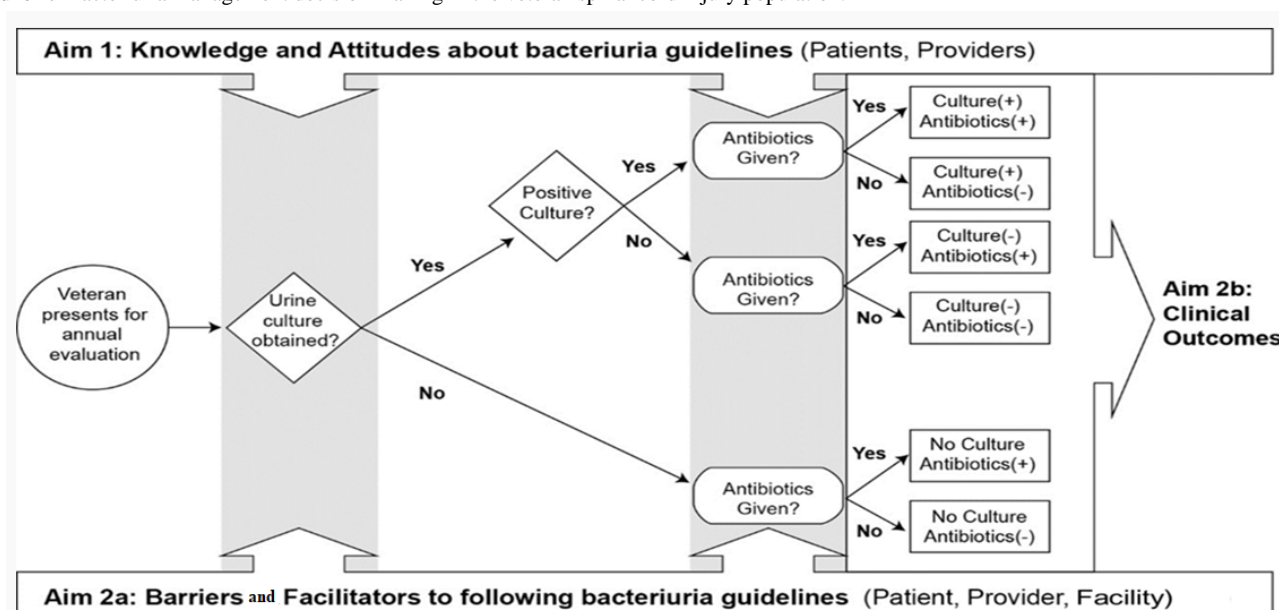 Aim 1: Knowledge and Attitudes about bacteriuria guidelines (Patients, Providers)
Veteran
presents for
annual
evaluation
Urine
culture
obtained?
Yes
No
Positive
Culture?
Yes
No
Antibiotics
Given?
Yes
No
Culture(+)
Antibiotics(+)
Culture(+)
Antibiotics(-)
Antibiotics
Given?
Yes
No
Culture(-)
Antibiotics(+)
Culture(-)
Antibiotics(-)
Antibiotics
Given?
Yes
No
No Culture
Antibiotics(+)
No Culture
Antibiotics(-)
Aim 2b:
Clinical
Outcomes
Aim 2a: Barriers and Facilitators to following bacteriuria guidelines (Patient, Provider, Facility)